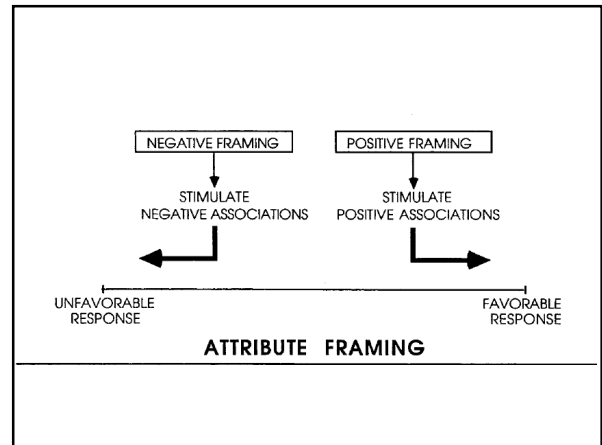 NEGATIVE FRAMING
POSITIVE FRAMING
STIMULATE
NEGATIVE ASSOCIATIONS
STIMULATE
POSITIVE ASSOCIATIONS
UNFAVORABLE
RESPONSE
FAVORABLE
RESPONSE
ATTRIBUTE FRAMING